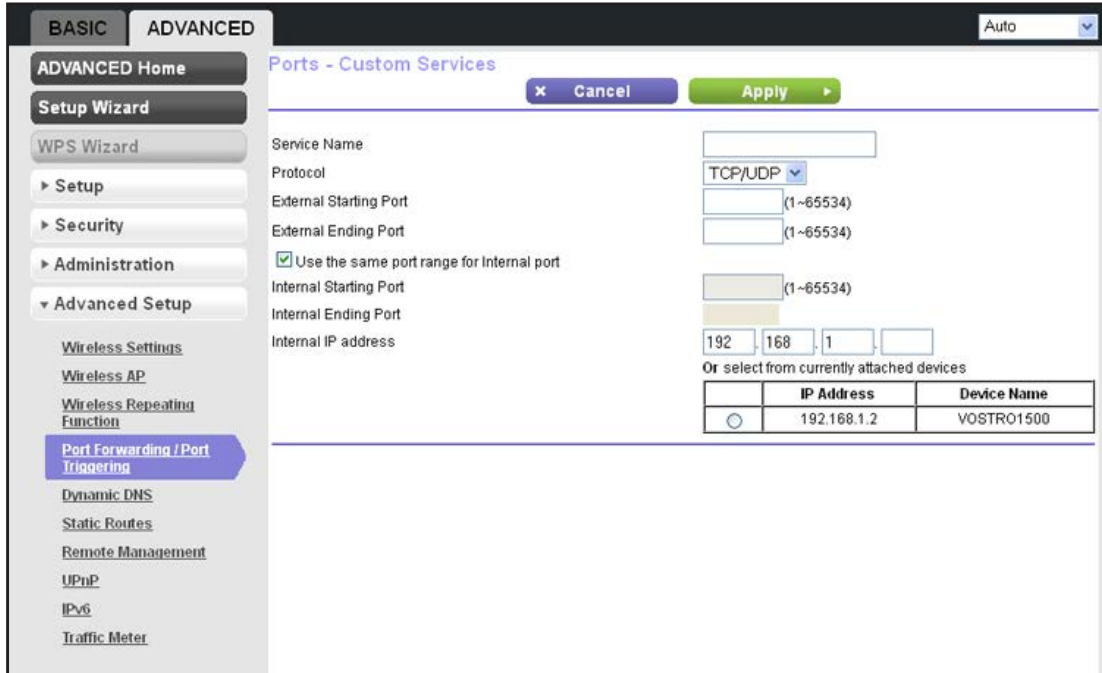 BASIC
ADVANCED
Auto
ADVANCED Home
Setup Wizard
WPS Wizard
Setup
Security
Administration
Advanced Setup
Wireless Settings
Wireless AP
Wireless Repeating
Function
Port Forwarding / Port
Triggering
Dynamic DNS
Static Routes
Remote Management
UPnP
IPv6
Traffic Meter
Ports - Custom Services
x Cancel
Apply
Service Name
Protocol TCP/UDP
External Starting Port (1~65534)
External Ending Port (1~65534)
Use the same port range for Internal port
Internal Starting Port (1~65534)
Internal Ending Port
Internal IP address 192 . 168 . 1 .
Or select from currently attached devices
IP Address Device Name
192.168.1.2 VOSTRO1500